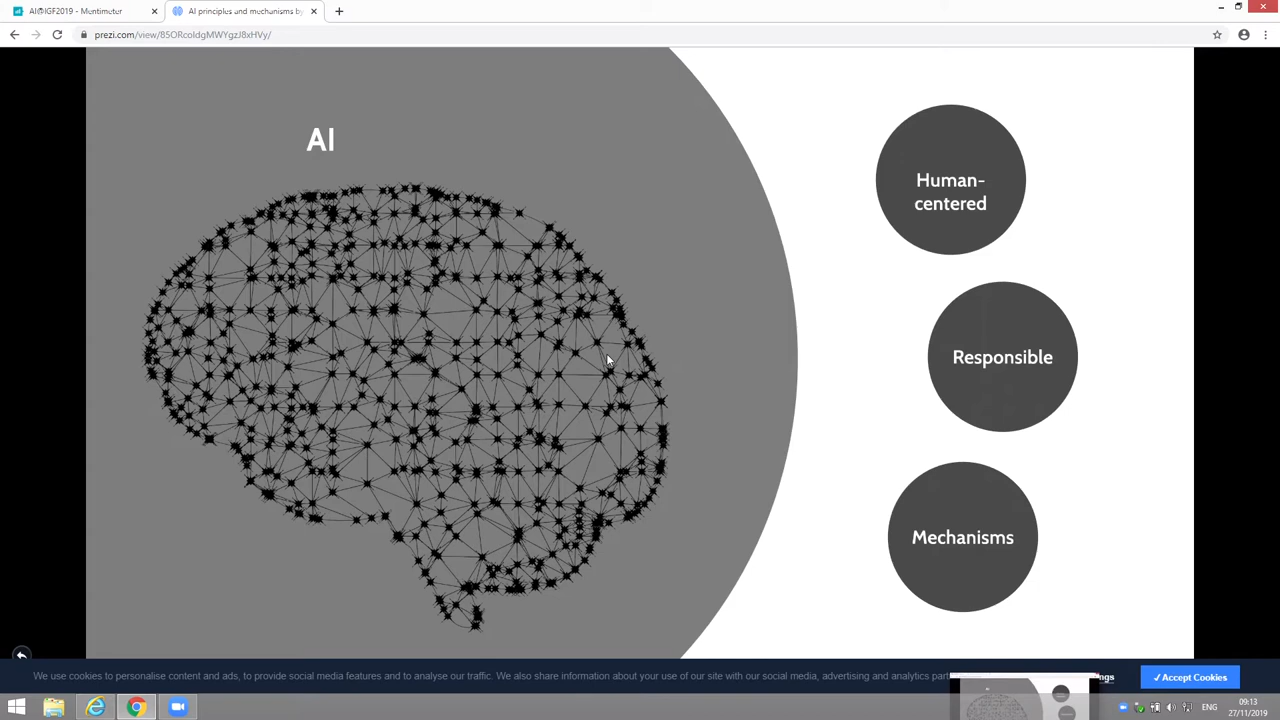 AI@IGF2019 - Mentimeter
AI principles and mechanisms by
prezi.com/view/85ORcoldgMWYgzJ8xHVy/
AI
Human-
centered
Responsible
Mechanisms
We use cookies to personalise content and ads, to provide social media features and to analyse our traffic. We also share information about your use of our site with our social media, advertising and analytics part
Accept Cookies
ENG
09:13
27/11/2019